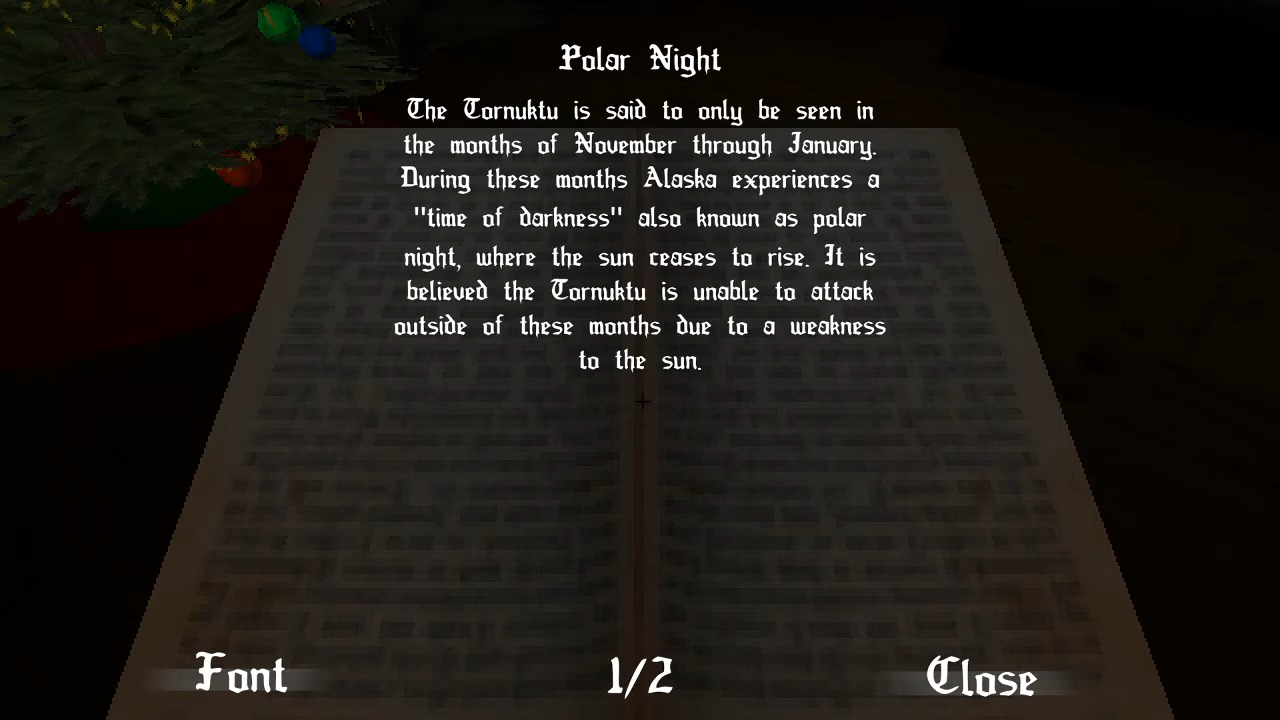 Polar Night
The Tornuktu is said to only be seen in
the months of November through January.
During these months Alaska experiences a
"time of darkness" also known as polar
night, where the sun ceases to rise. It is
believed the Tornuktu is unable to attack
outside of these months due to a weakness
to the sun.
Font
1/2
Close